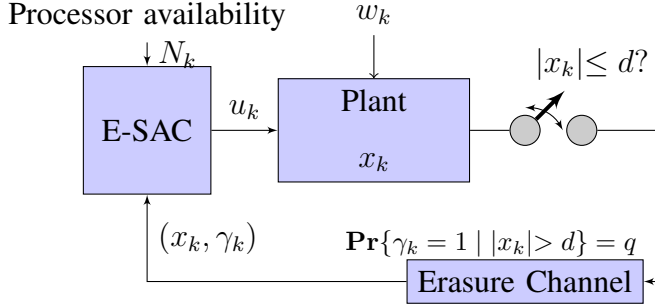 Processor availability
w_k
N_k
|x_k| ≤ d?
E-SAC
u_k
Plant
x_k
(x_k, γ_k)
Pr{γ_k = 1 | |x_k| > d} = q
Erasure Channel